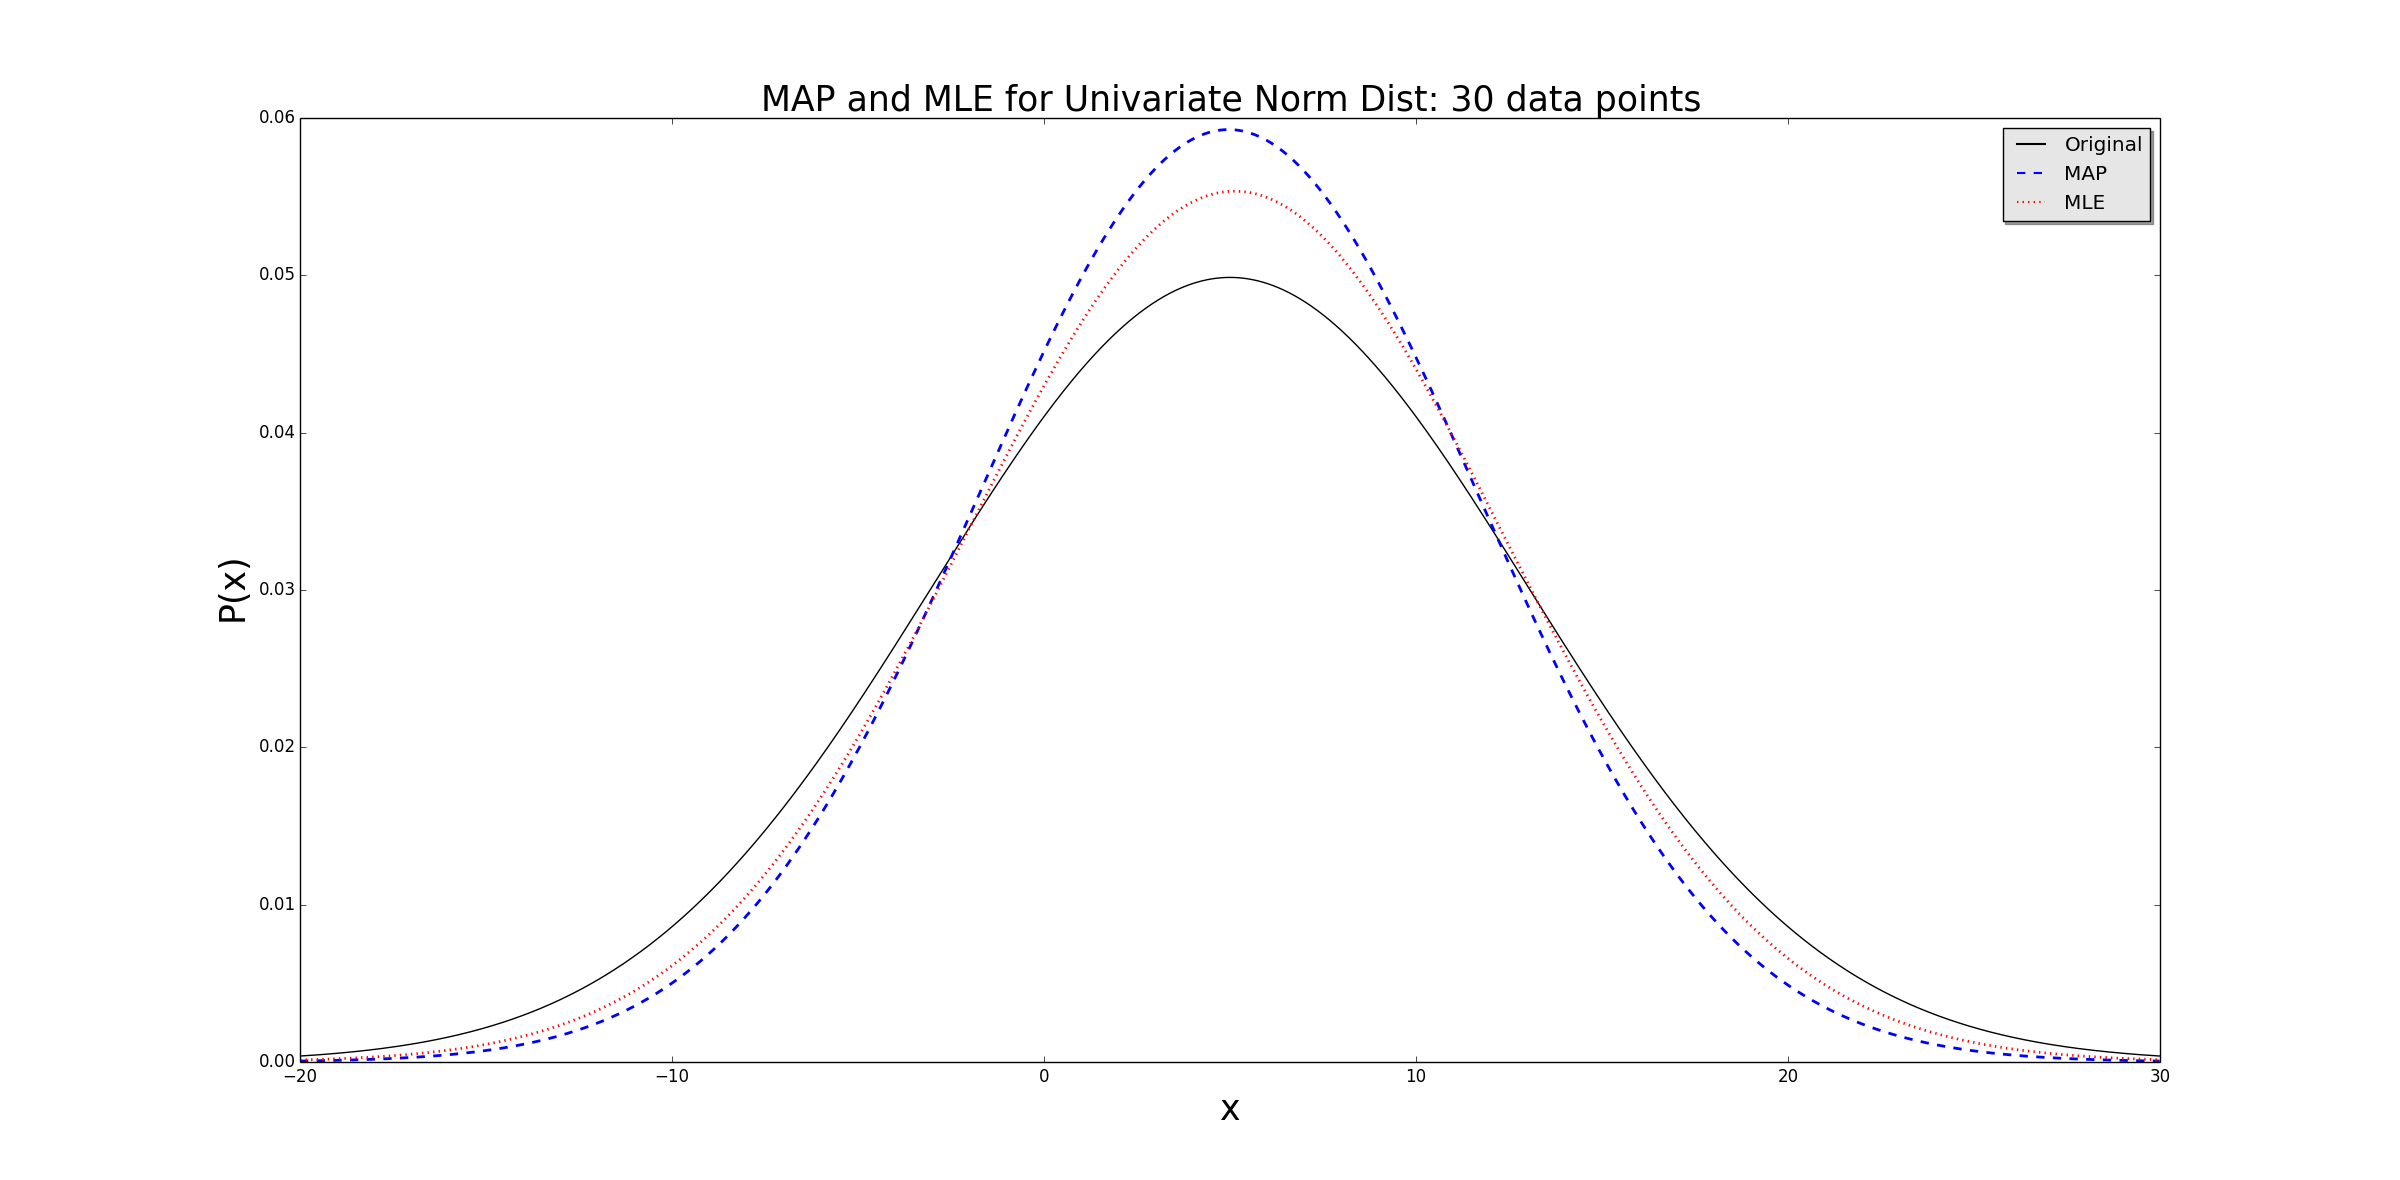 MAP and MLE for Univariate Norm Dist: 30 data points
Original
MAP
MLE
0.06
0.05
0.04
0.03
0.02
0.01
0.00
P(x)
−20
−10
0
10
20
30
x